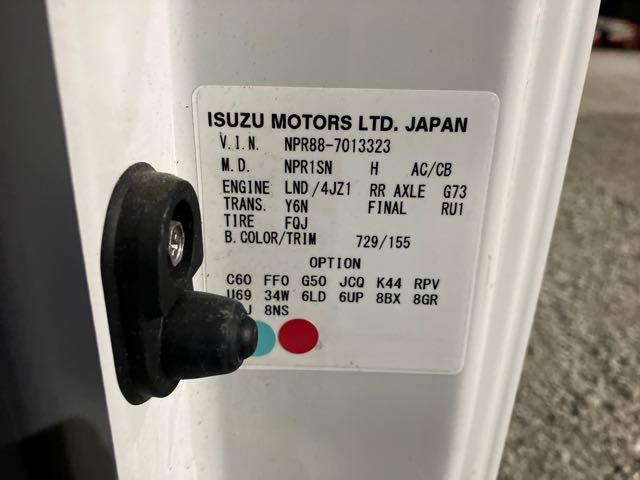 ISUZU MOTORS LTD. JAPAN
V.I.N. NPR88-7013323
M.D. NPR1SN H AC/CB
ENGINE LND/4JZ1 RR AXLE G73
TRANS. Y6N FINAL RU1
TIRE FQJ
B.COLOR/TRIM 729/155
OPTION
C60 FF0 G50 JCQ K44 RPV
U69 34W 6LD 6UP 8BX 8GR
8NS